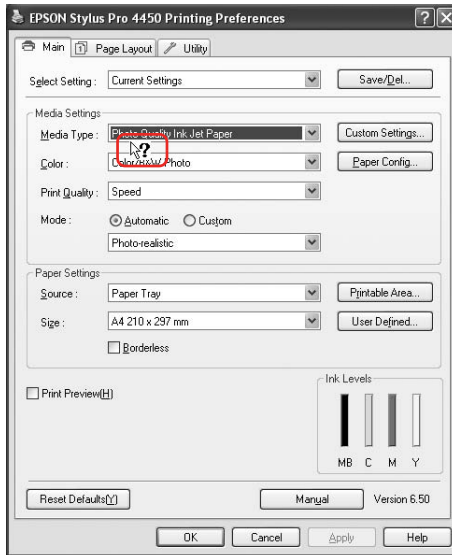 EPSON Stylus Pro 4450 Printing Preferences
Main Page Layout Utility
Select Setting : Current Settings Save/Del...
Media Settings
Media Type : Photo Quality Ink Jet Paper Custom Settings...
Color : Color/B&W Photo Paper Config...
Print Quality : Speed
Mode : Automatic Custom
Photo-realistic
Paper Settings
Source : Paper Tray Printable Area...
Size : A4 210 x 297 mm User Defined...
Borderless
Print Preview(H)
Ink Levels
MB C M Y
Reset Defaults(Y) Manual Version 6.50
OK Cancel Apply Help